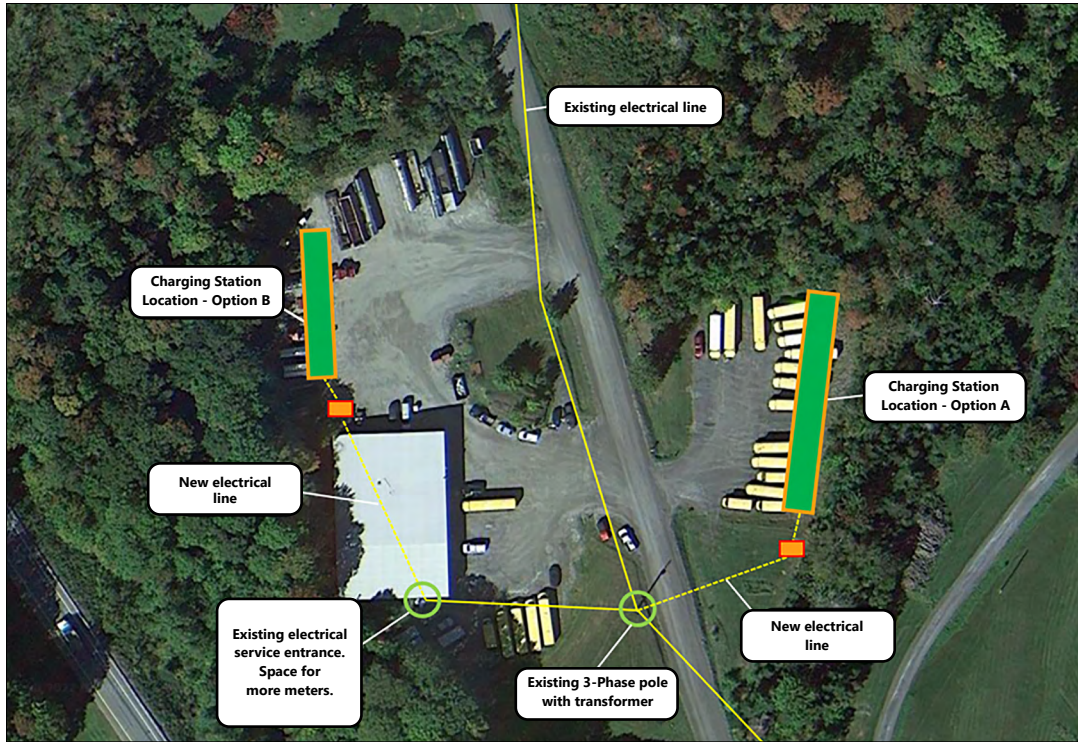 Existing electrical line
Charging Station
Location - Option B
Charging Station
Location - Option A
New electrical
line
Existing electrical
service entrance.
Space for
more meters.
Existing 3-Phase pole
with transformer
New electrical
line